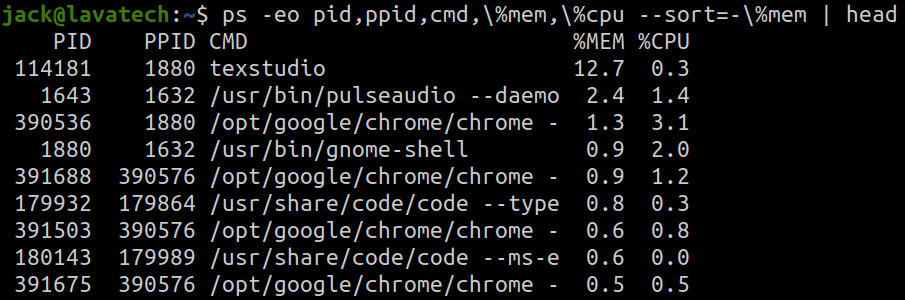 jack@lavatech:~$ ps -eo pid,ppid,cmd,\%mem,\%cpu --sort=-\%mem | head
PID PPID CMD %MEM %CPU
114181 1880 texstudio 12.7 0.3
1643 1632 /usr/bin/pulseaudio --daemo 2.4 1.4
390536 1880 /opt/google/chrome/chrome - 1.3 3.1
1880 1632 /usr/bin/gnome-shell 0.9 2.0
391688 390576 /opt/google/chrome/chrome - 0.9 1.2
179932 179864 /usr/share/code/code --type 0.8 0.3
391503 390576 /opt/google/chrome/chrome - 0.6 0.8
180143 179989 /usr/share/code/code --ms-e 0.6 0.0
391675 390576 /opt/google/chrome/chrome - 0.5 0.5